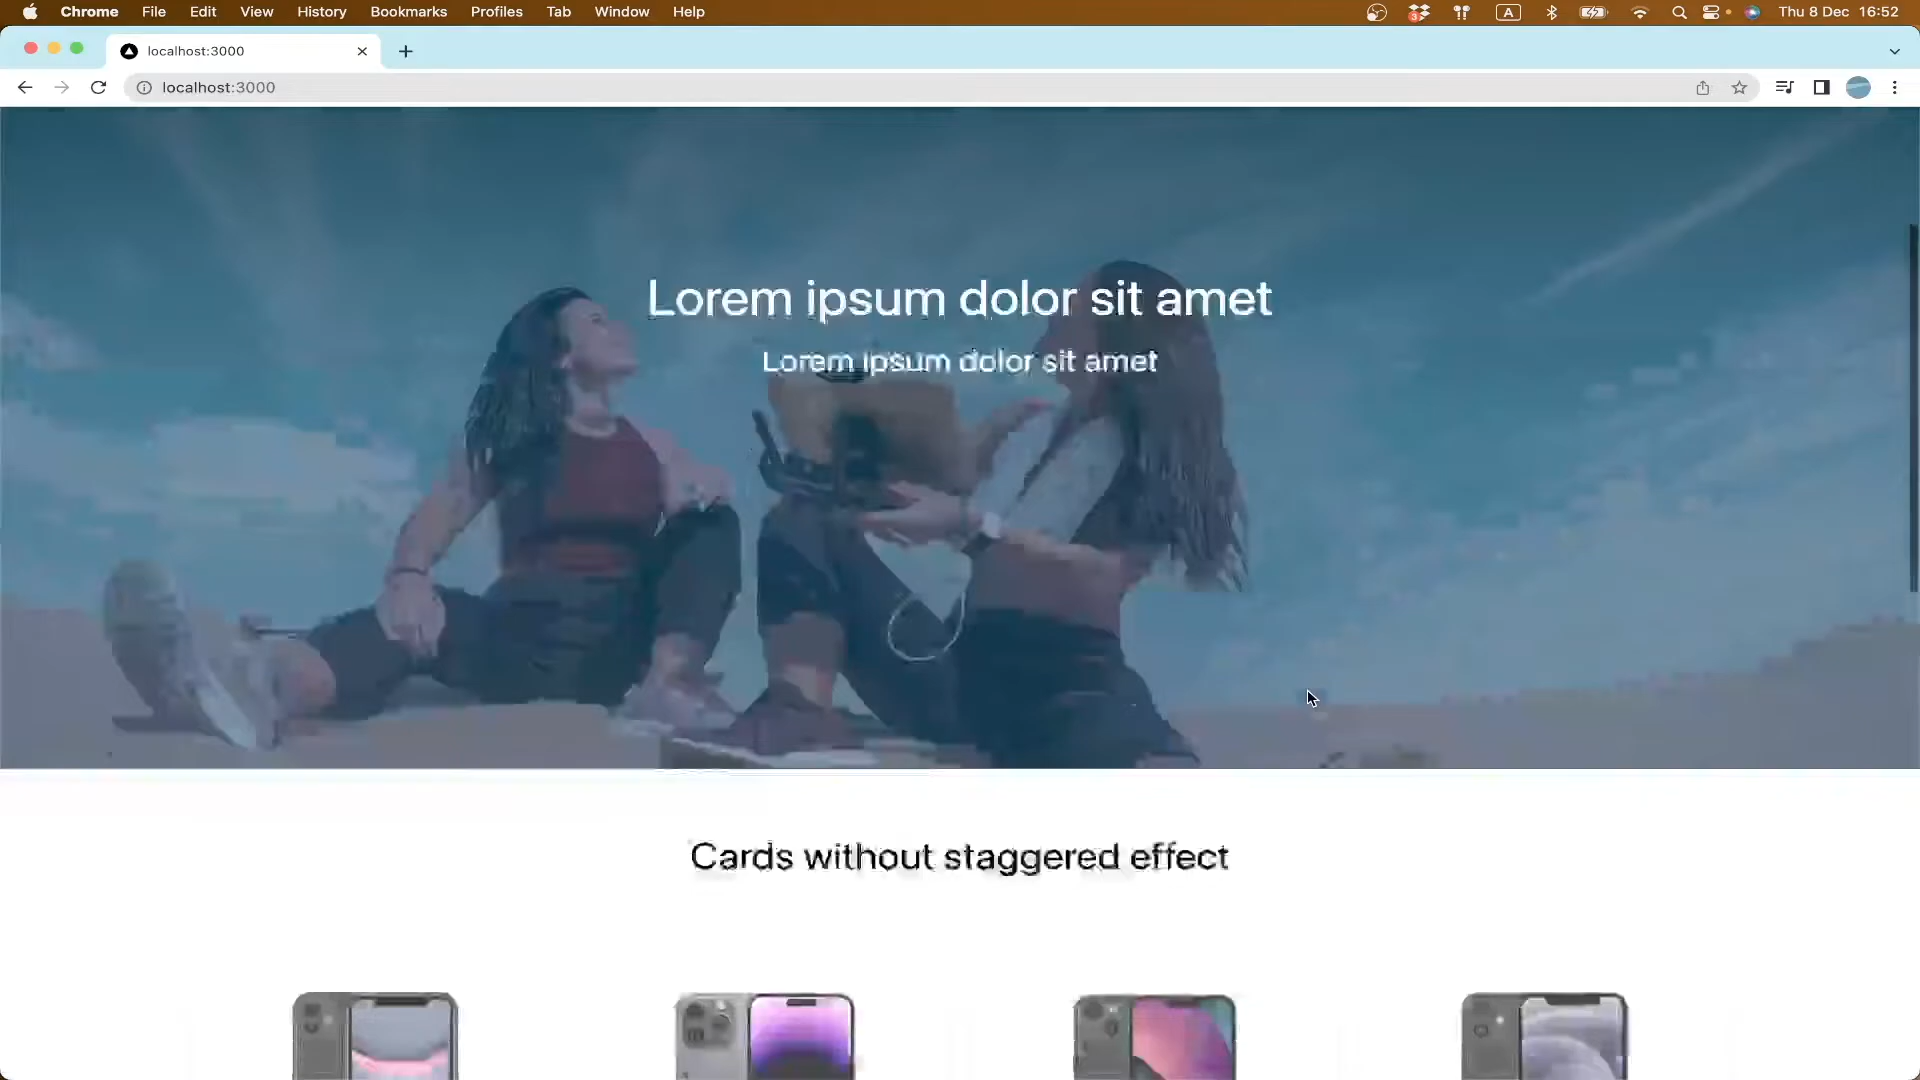 Chrome File Edit View History Bookmarks Profiles Tab Window Help 3 A Thu 8 Dec 16:52
localhost:3000
localhost:3000
Lorem ipsum dolor sit amet
Lorem ipsum dolor sit amet
Cards without staggered effect